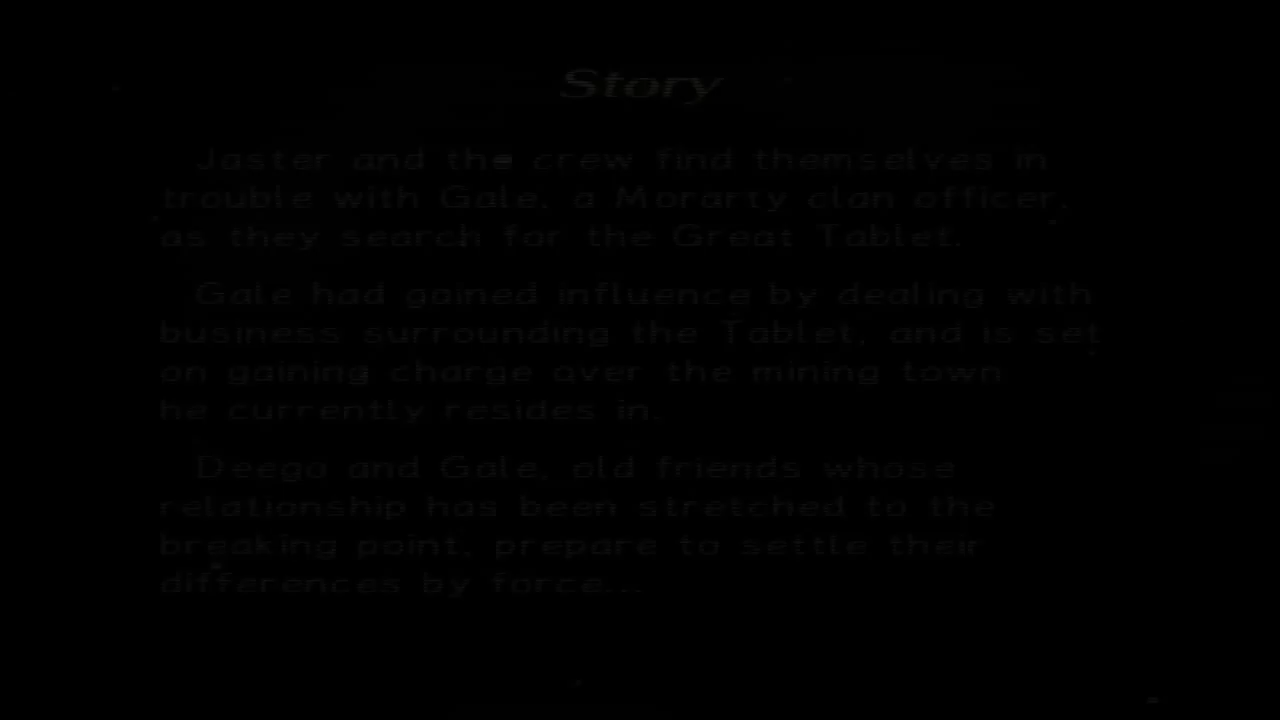 Story
Jaster and the crew find themselves in
trouble with Gale, a Morarty clan officer,
as they search for the Great Tablet.
Gale had gained influence by dealing with
business surrounding the Tablet, and is set
on gaining charge over the mining town
he currently resides in.
Deego and Gale, old friends whose
relationship has been stretched to the
breaking point, prepare to settle their
differences by force...